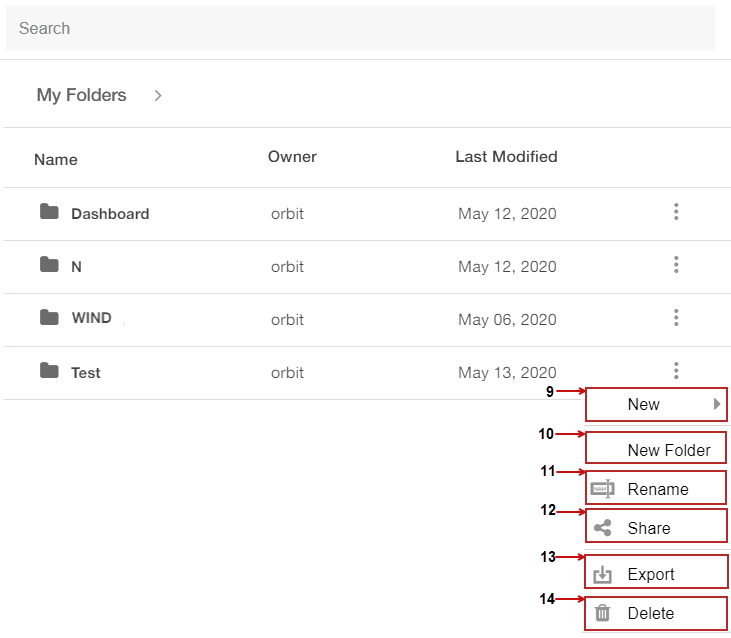 Search
My Folders
Name Owner Last Modified
Dashboard orbit May 12, 2020
N orbit May 12, 2020
WIND orbit May 06, 2020
Test orbit May 13, 2020
9 New
10 New Folder
11 NAM Rename
12 Share
13 Export
14 Delete